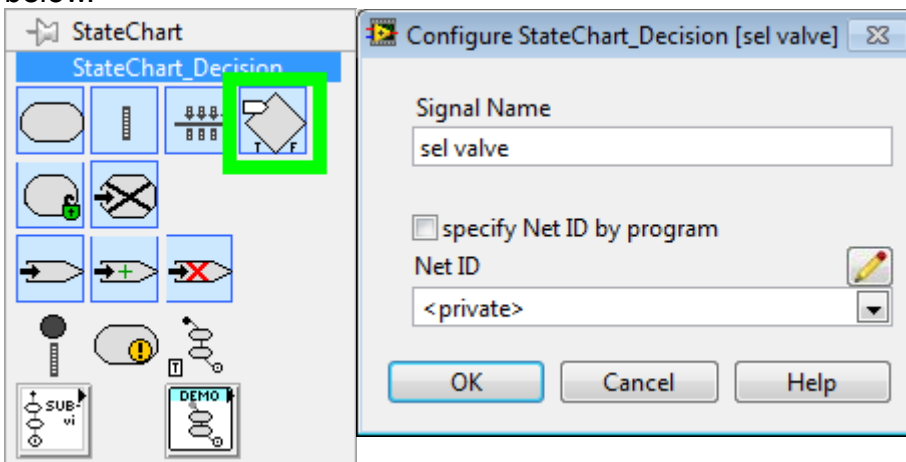 StateChart
StateChart_Decision
T F
T
SUB-
vi
DEMO
Configure StateChart_Decision [sel valve]
Signal Name
sel valve
specify Net ID by program
Net ID
<private>
OK Cancel Help